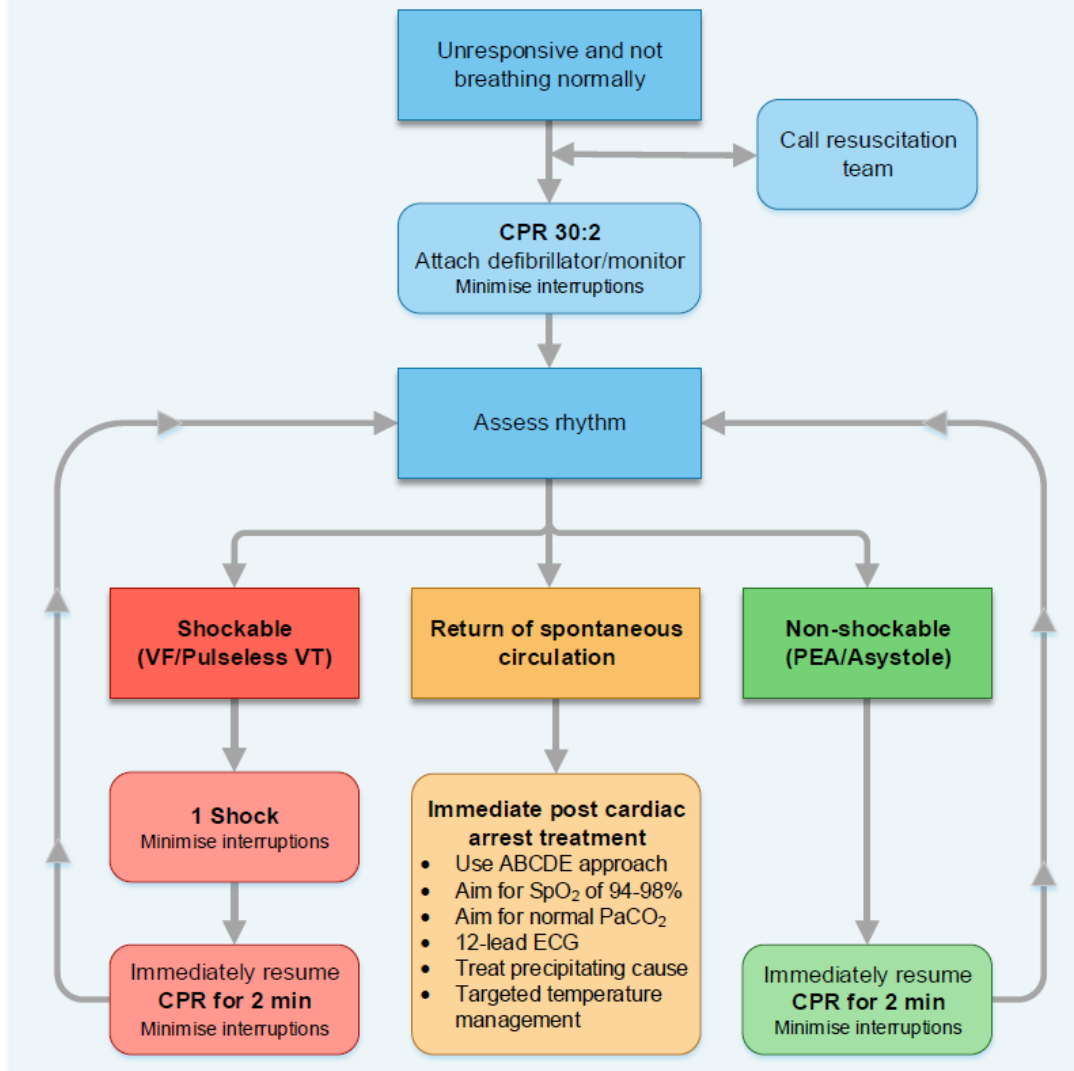 Unresponsive and not
breathing normally
Call resuscitation
team
CPR 30:2
Attach defibrillator/monitor
Minimise interruptions
Assess rhythm
Shockable
(VF/Pulseless VT)
Return of spontaneous
circulation
Non-shockable
(PEA/Asystole)
1 Shock
Minimise interruptions
Immediately resume
CPR for 2 min
Minimise interruptions
Immediate post cardiac
arrest treatment
• Use ABCDE approach
• Aim for SpO₂ of 94-98%
• Aim for normal PaCO₂
• 12-lead ECG
• Treat precipitating cause
• Targeted temperature
management
Immediately resume
CPR for 2 min
Minimise interruptions